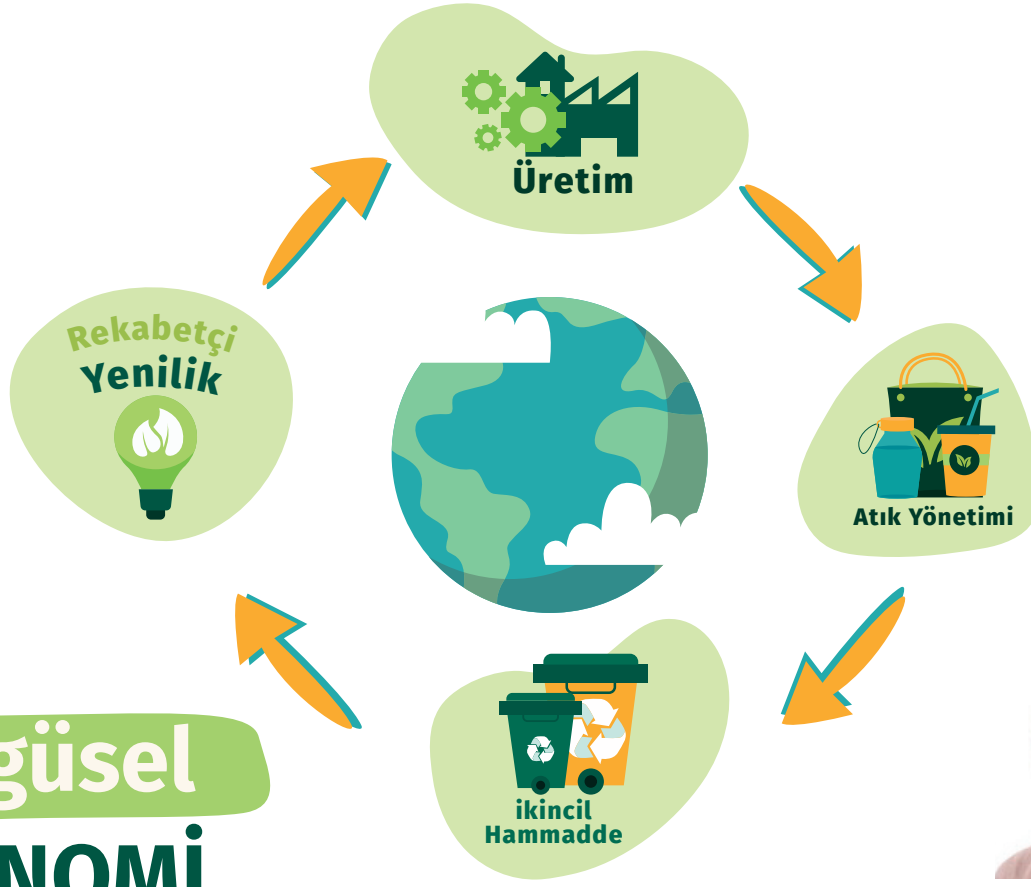 Üretim
Rekabetçi
Yenilik
Atık Yönetimi
ikincil
Hammadde
güsel
NOMİ